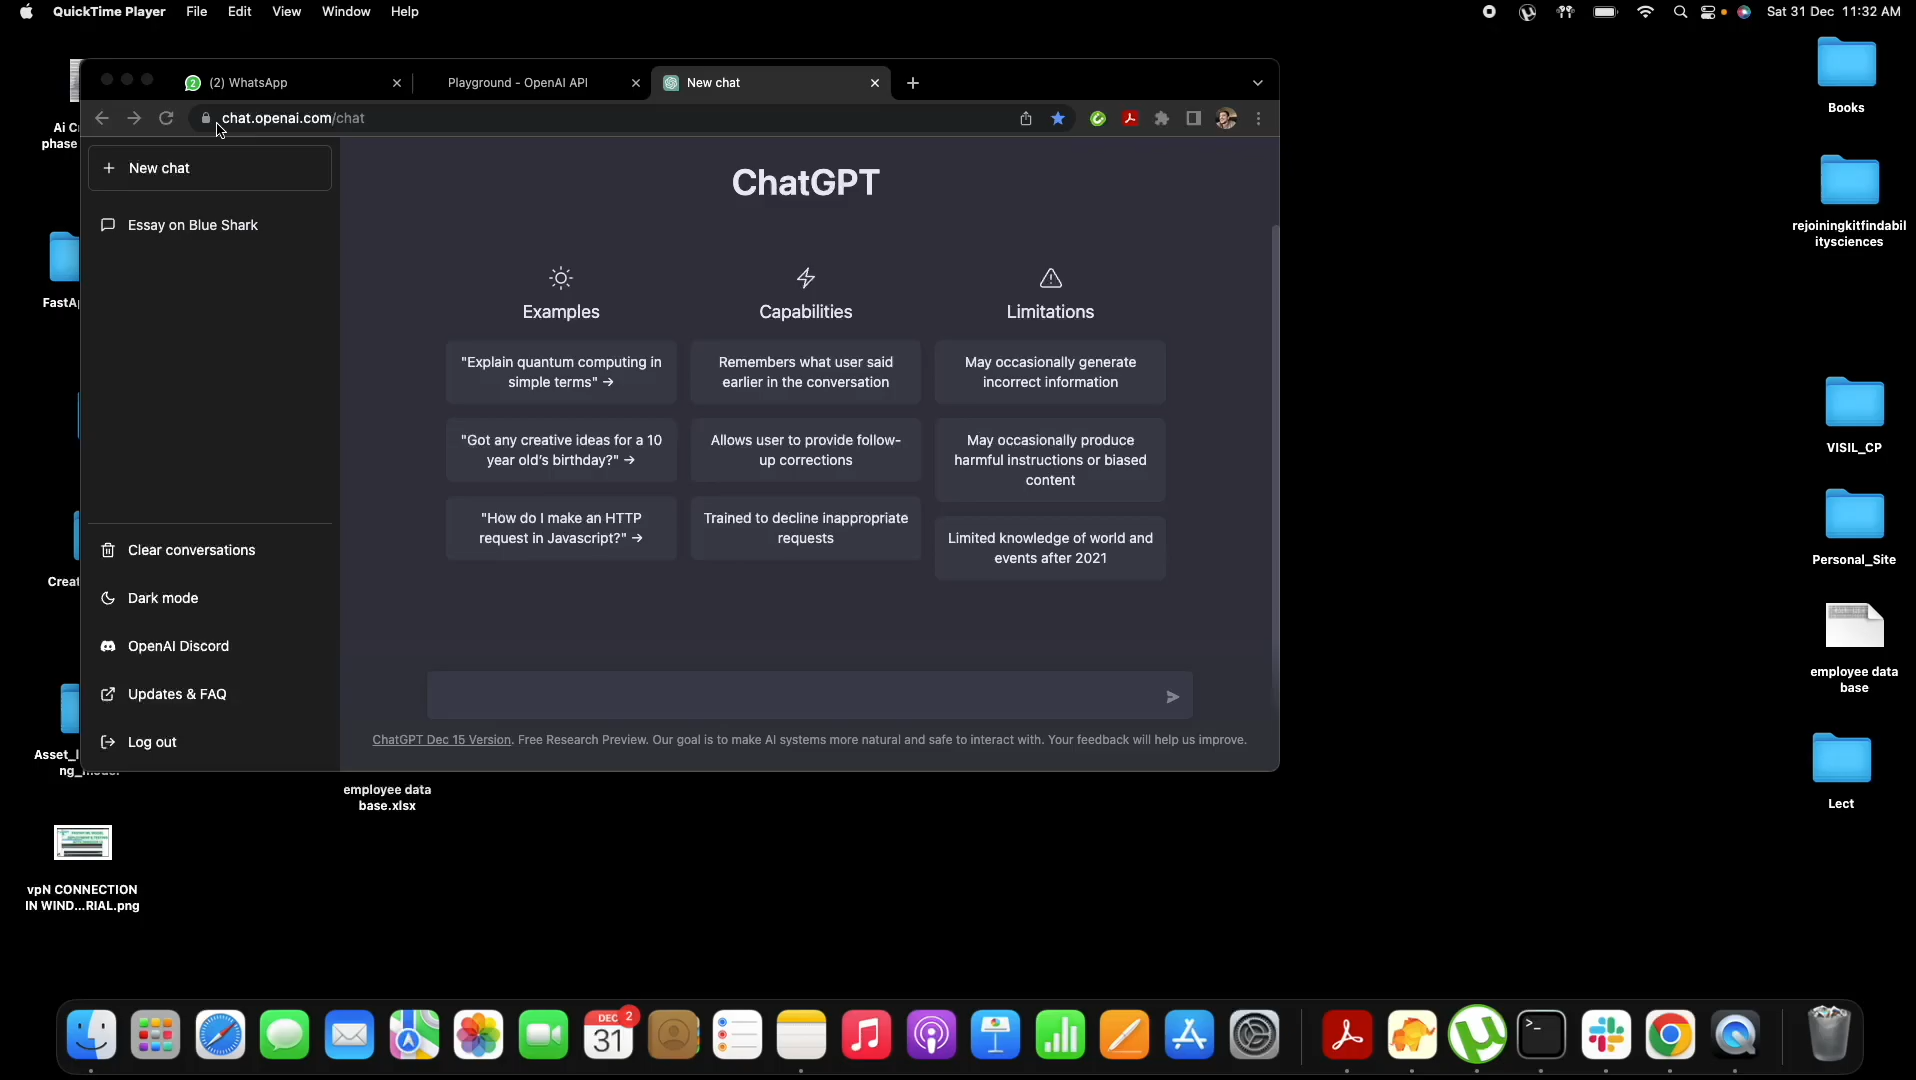 QuickTime Player File Edit View Window Help
Sat 31 Dec 11:32 AM
2 (2) WhatsApp
Playground - OpenAI API
New chat
chat.openai.com/chat
New chat
Essay on Blue Shark
Clear conversations
Dark mode
OpenAI Discord
Updates & FAQ
Log out
ChatGPT
Examples
"Explain quantum computing in
simple terms" →
"Got any creative ideas for a 10
year old's birthday?" →
"How do I make an HTTP
request in Javascript?" →
Capabilities
Remembers what user said
earlier in the conversation
Allows user to provide follow-
up corrections
Trained to decline inappropriate
requests
Limitations
May occasionally generate
incorrect information
May occasionally produce
harmful instructions or biased
content
Limited knowledge of world and
events after 2021
ChatGPT Dec 15 Version. Free Research Preview. Our goal is to make AI systems more natural and safe to interact with. Your feedback will help us improve.
Ai C
phase
FastA
Creat
Asset_
ng_
employee data
base.xlsx
vpN CONNECTION
IN WIND...RIAL.png
Books
rejoiningkitfindabil
itysciences
VISIL_CP
Personal_Site
employee data
base
Lect
DEC
31
2